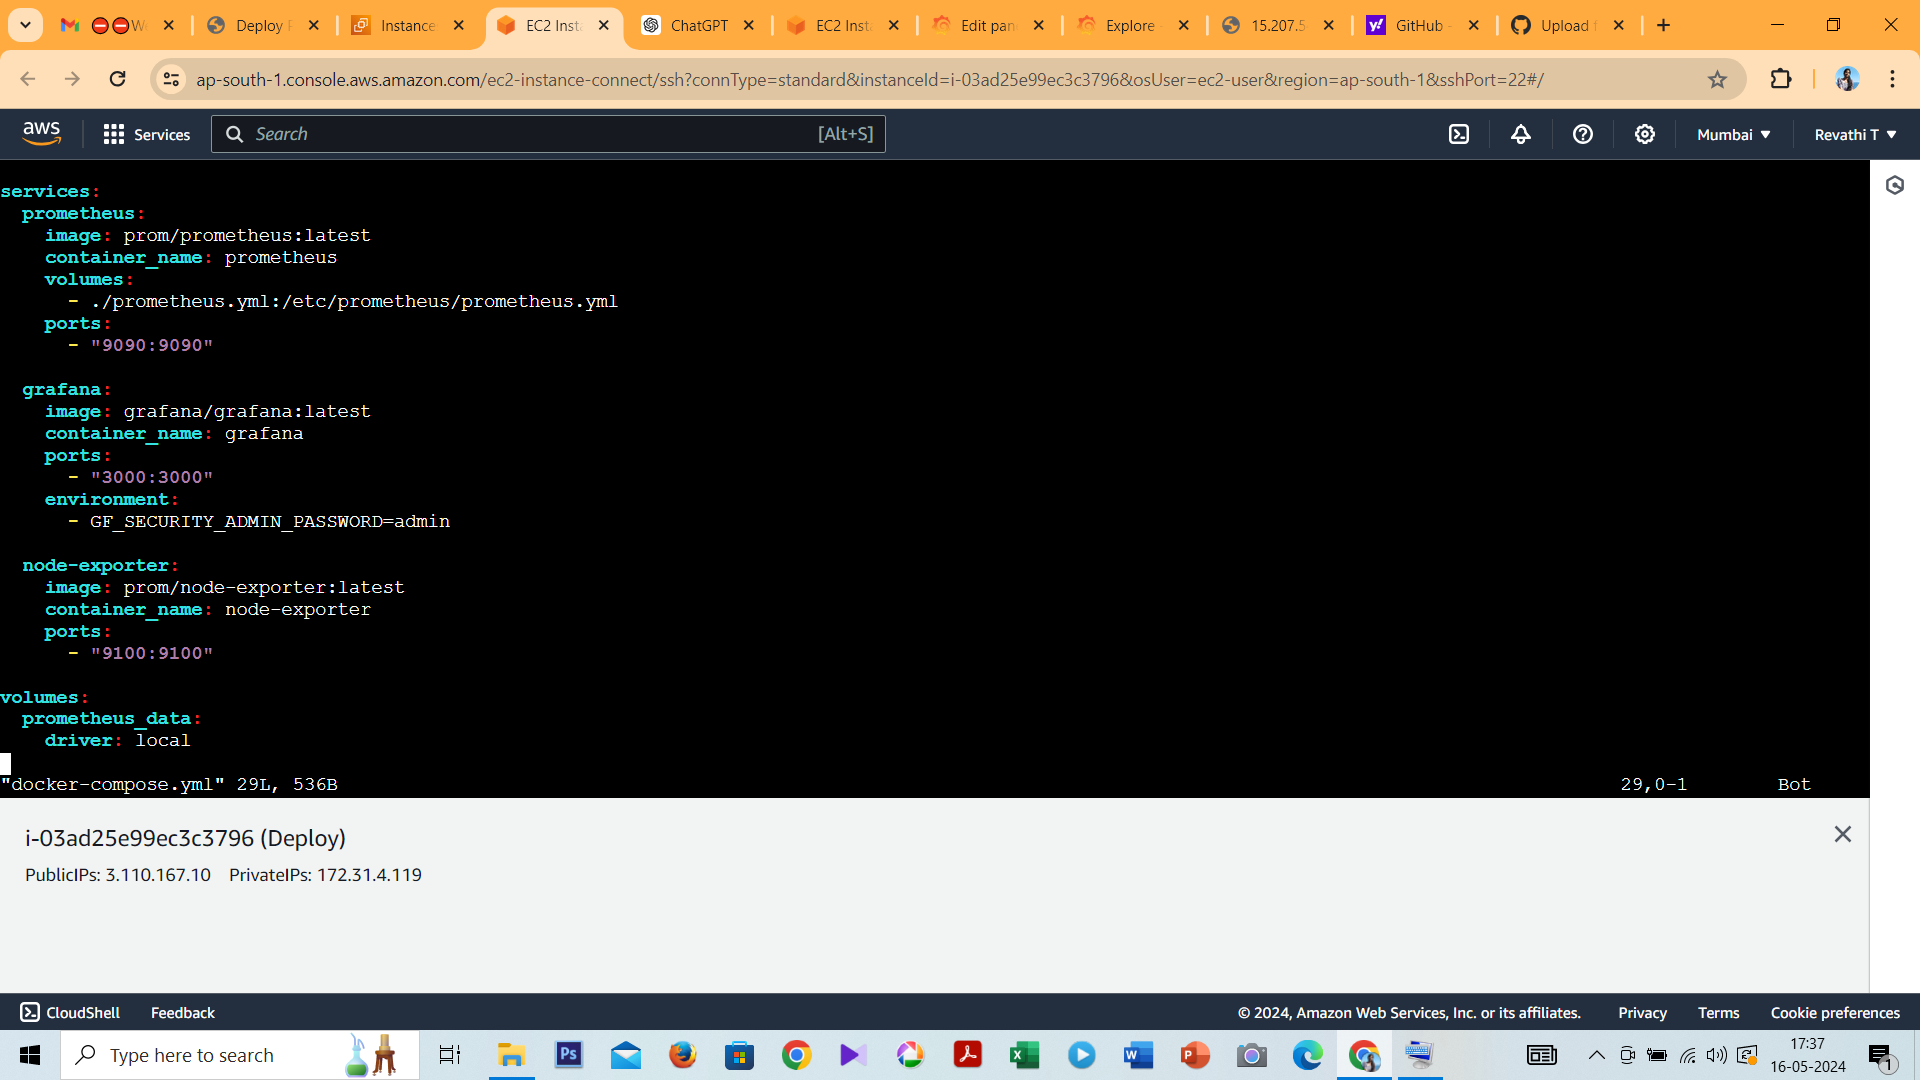 ⛔⛔W
Deploy
Instance
EC2 Inst
ChatGPT
EC2 Inst
Edit pan
Explore
15.207.5
GitHub
Upload
ap-south-1.console.aws.amazon.com/ec2-instance-connect/ssh?connType=standard&instanceId=i-03ad25e99ec3c3796&osUser=ec2-user&region=ap-south-1&sshPort=22#/
aws
Services
Search
[Alt+S]
Mumbai ▼
Revathi T ▼
services:
  prometheus:
    image: prom/prometheus:latest
    container_name: prometheus
    volumes:
      - ./prometheus.yml:/etc/prometheus/prometheus.yml
    ports:
      - "9090:9090"
  grafana:
    image: grafana/grafana:latest
    container_name: grafana
    ports:
      - "3000:3000"
    environment:
      - GF_SECURITY_ADMIN_PASSWORD=admin
  node-exporter:
    image: prom/node-exporter:latest
    container_name: node-exporter
    ports:
      - "9100:9100"
volumes:
  prometheus_data:
    driver: local
"docker-compose.yml" 29L, 536B 29,0-1 Bot
i-03ad25e99ec3c3796 (Deploy)
PublicIPs: 3.110.167.10 PrivateIPs: 172.31.4.119
CloudShell Feedback © 2024, Amazon Web Services, Inc. or its affiliates. Privacy Terms Cookie preferences
Type here to search
Ps
17:37
16-05-2024
1